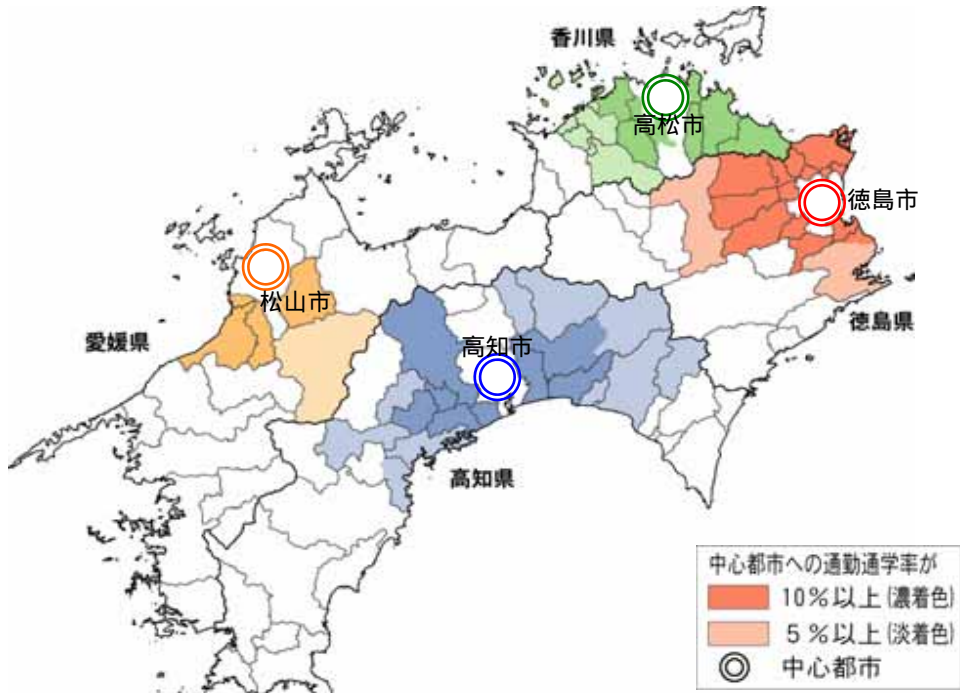 香川県
高松市
徳島市
松山市
徳島県
愛媛県
高知市
高知県
中心都市への通勤通学率が
10%以上(濃着色)
5%以上(淡着色)
中心都市